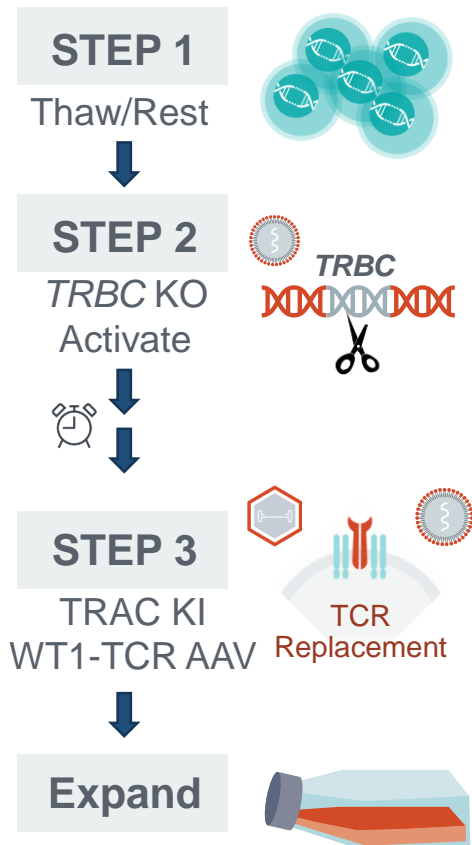 STEP 1
Thaw/Rest
STEP 2
TRBC KO
Activate
TRBC
STEP 3
TRAC KI
WT1-TCR AAV
TCR
Replacement
Expand